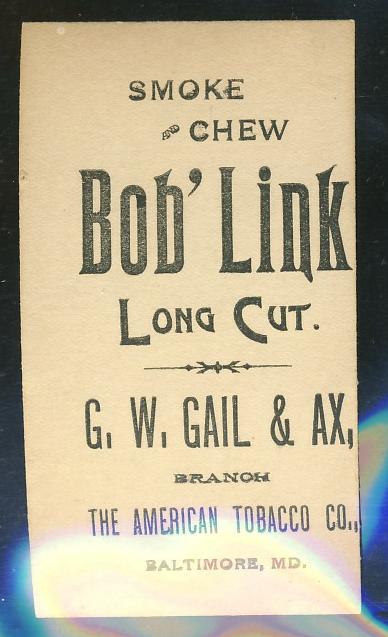 SMOKE
AND CHEW
Bob' Link
LONG CUT.
G. W. GAIL & AX,
BRANCH
THE AMERICAN TOBACCO CO.,
BALTIMORE, MD.